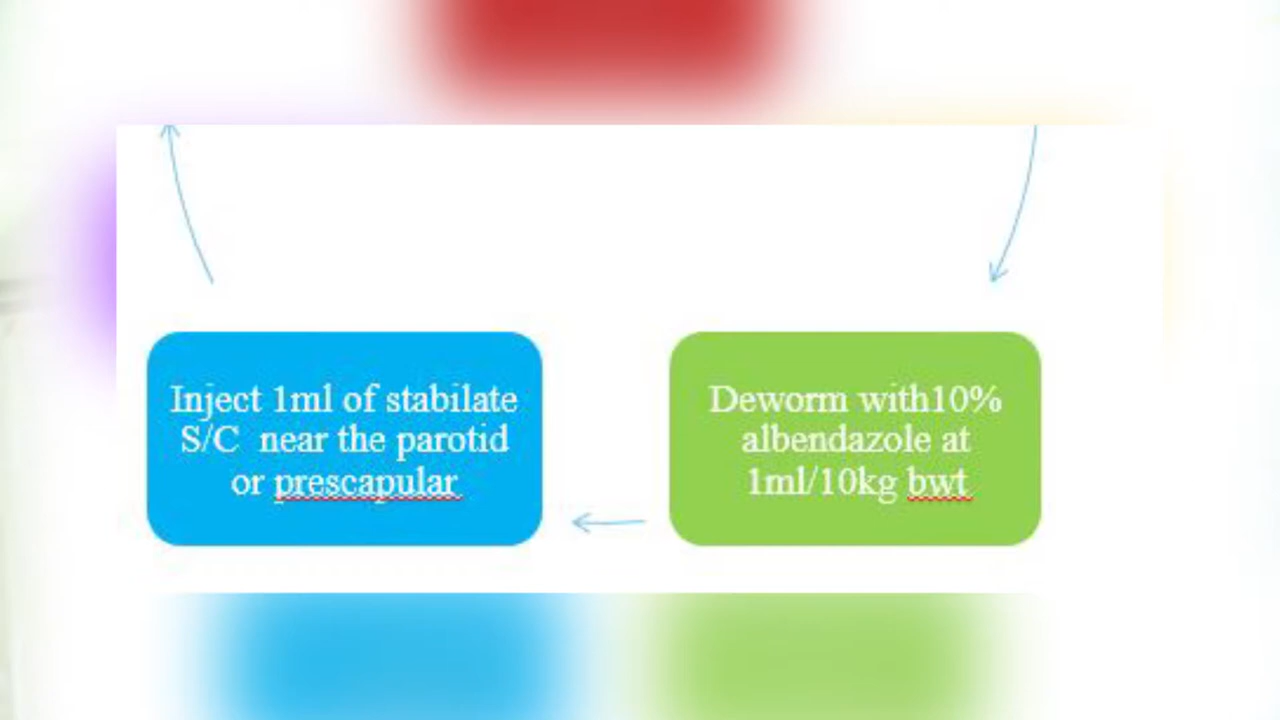 Inject 1ml of stabilate
S/C near the parotid
or prescapular
Deworm with10%
albendazole at
1ml/10kg bwt